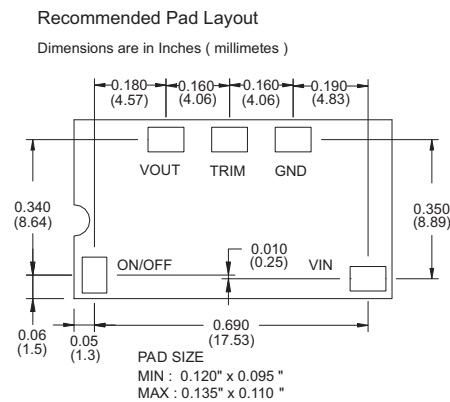 Recommended Pad Layout
Dimensions are in Inches ( millimetes )
0.180 0.160 0.160 0.190
(4.57) (4.06) (4.06) (4.83)
VOUT TRIM GND
0.340
(8.64)
0.350
(8.89)
ON/OFF
0.010
(0.25)
VIN
0.06
(1.5)
0.05
(1.3)
0.690
(17.53)
PAD SIZE
MIN : 0.120" x 0.095 "
MAX : 0.135" x 0.110 "